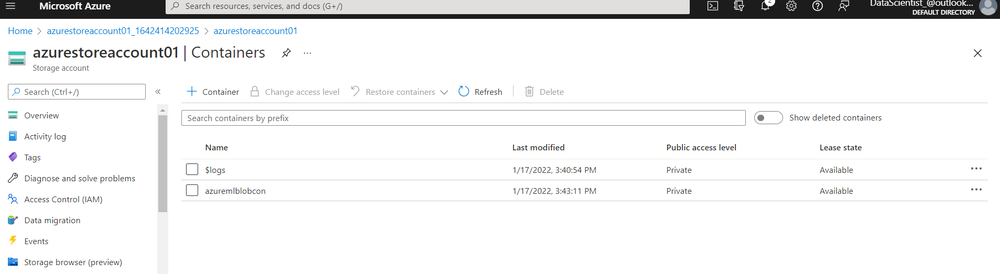 Microsoft Azure
Search resources, services, and docs (G+/)
2
DataScientist_@outlook...
DEFAULT DIRECTORY
Home > azurestoreaccount01_1642414202925 > azurestoreaccount01
azurestoreaccount01 | Containers ...
Storage account
Search (Ctrl+/) «
+ Container Change access level Restore containers Refresh Delete
Search containers by prefix
Show deleted containers
Overview
Activity log
Tags
Diagnose and solve problems
Access Control (IAM)
Data migration
Events
Storage browser (preview)
Name Last modified Public access level Lease state
$logs 1/17/2022, 3:40:54 PM Private Available ...
azuremlblobcon 1/17/2022, 3:43:11 PM Private Available ...